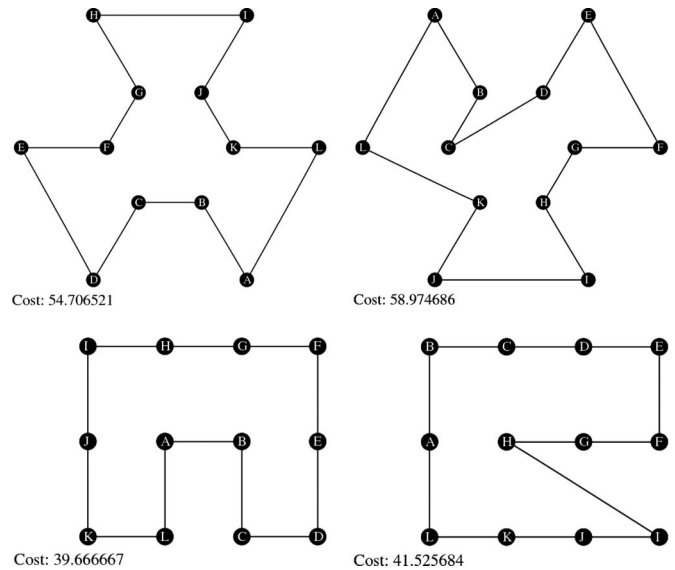 H I
G J
E F K L
C B
D A
Cost: 54.706521
A E
B D
L C G F
K H
J I
Cost: 58.974686
I H G F
J A B E
K L C D
Cost: 39.666667
B C D E
A H G F
L K J I
Cost: 41.525684